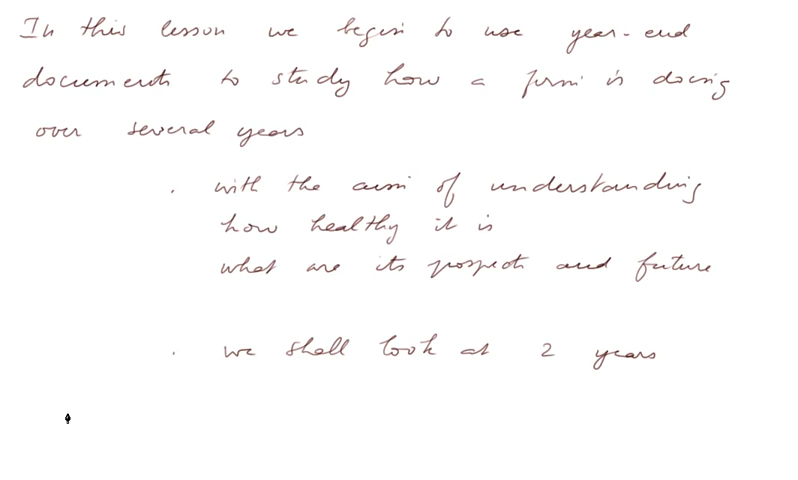 In this lesson we begin to use year-end
documents to study how a firm is doing
over several years
. with the aim of understanding
how healthy it is
what are its prospects and future
. we shall look at 2 years